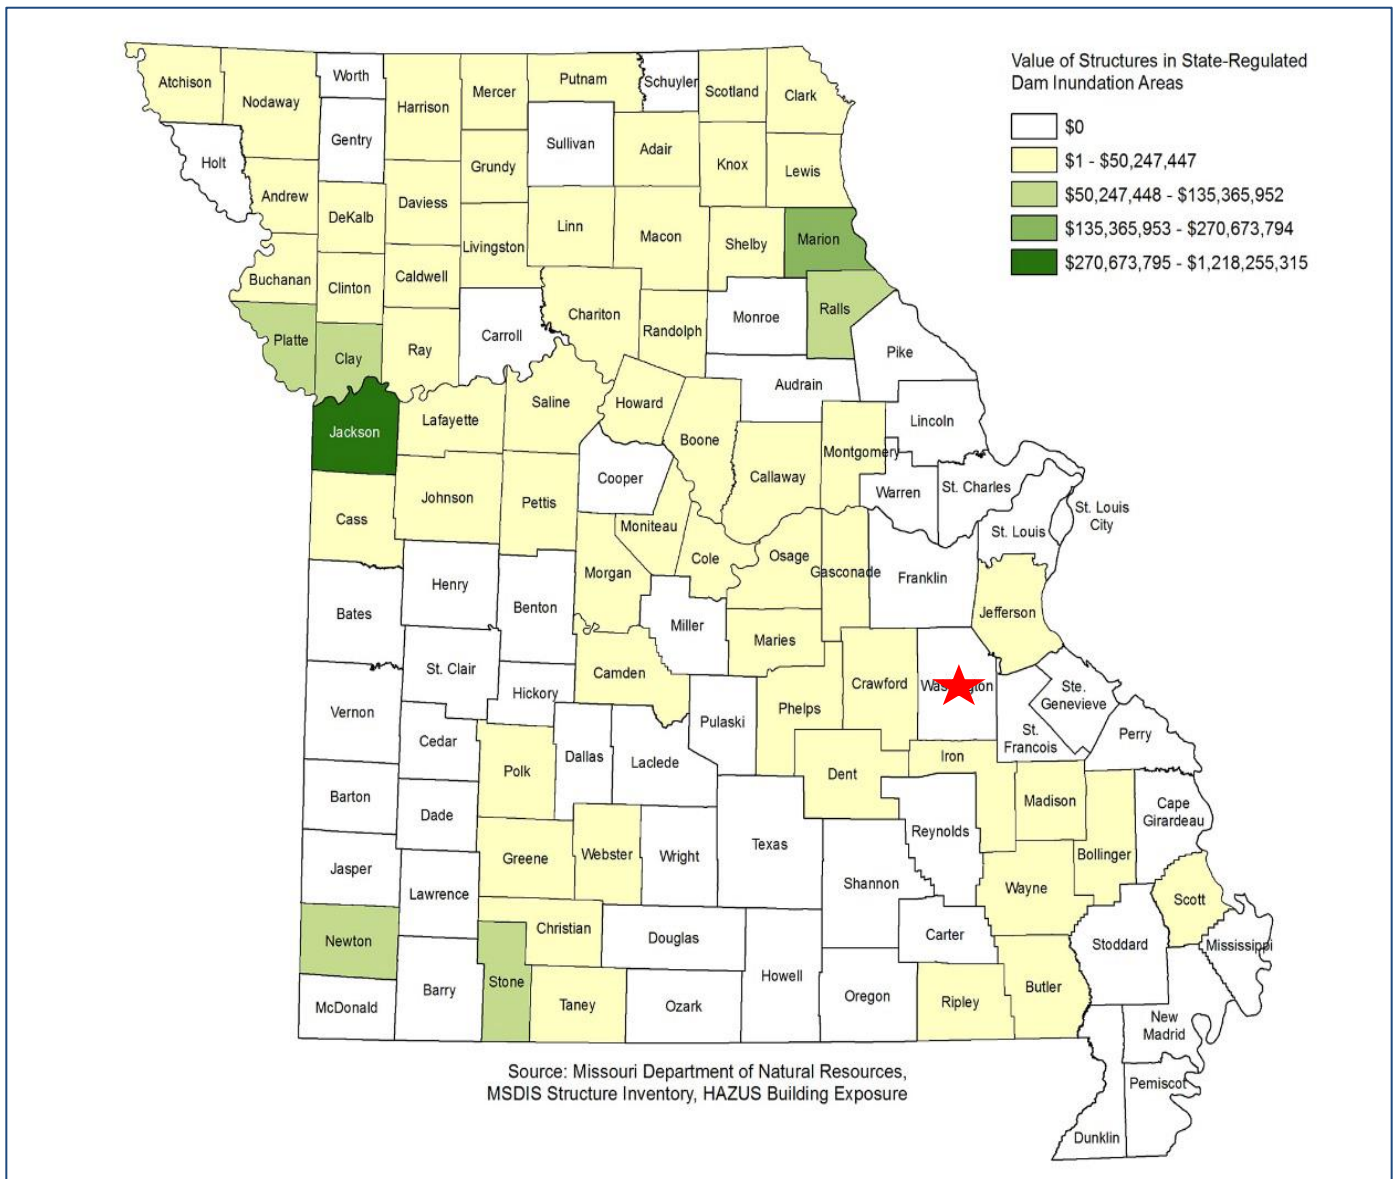 Value of Structures in State-Regulated
Dam Inundation Areas
$0
$1 - $50,247,447
$50,247,448 - $135,365,952
$135,365,953 - $270,673,794
$270,673,795 - $1,218,255,315
Atchison
Nodaway
Worth
Harrison
Mercer
Putnam
Schuyler
Scotland
Clark
Holt
Gentry
Sullivan
Adair
Knox
Lewis
Grundy
Andrew
DeKalb
Daviess
Livingston
Linn
Macon
Shelby
Marion
Buchanan
Clinton
Caldwell
Carroll
Chariton
Randolph
Monroe
Ralls
Pike
Platte
Clay
Ray
Audrain
Jackson
Lafayette
Saline
Howard
Boone
Callaway
Montgomery
Lincoln
Warren
St. Charles
St. Louis
City
St. Louis
Cass
Johnson
Pettis
Cooper
Moniteau
Cole
Osage
Gasconade
Franklin
Jefferson
Bates
Henry
Benton
Morgan
Miller
Maries
St. Clair
Hickory
Camden
Pulaski
Phelps
Crawford
Ste.
Genevieve
St.
Francois
Perry
Vernon
Cedar
Polk
Dallas
Laclede
Dent
Iron
Madison
Cape
Girardeau
Barton
Dade
Greene
Webster
Wright
Texas
Reynolds
Bollinger
Jasper
Lawrence
Shannon
Wayne
Scott
Newton
Christian
Douglas
Carter
Stoddard
Mississippi
McDonald
Barry
Stone
Taney
Ozark
Howell
Oregon
Ripley
Butler
New
Madrid
Pemiscot
Dunklin
Source: Missouri Department of Natural Resources,
MSDIS Structure Inventory, HAZUS Building Exposure